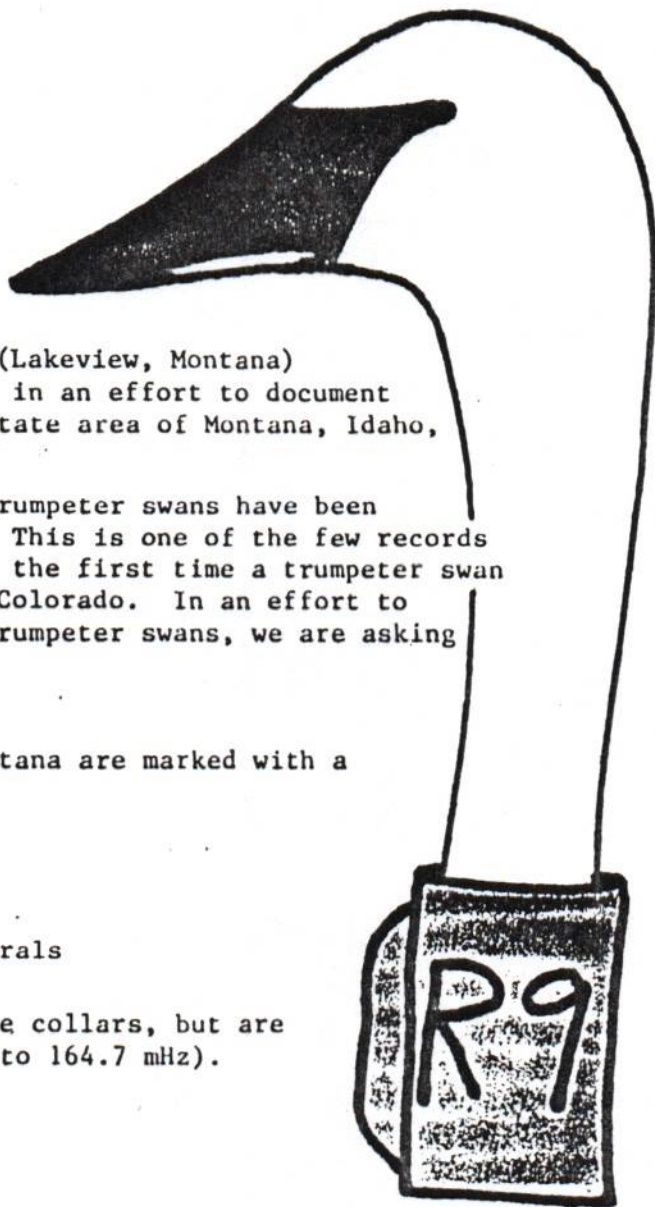 (Lakeview, Montana)
in an effort to document
tate area of Montana, Idaho,
rumpeter swans have been
This is one of the few records
the first time a trumpeter swan
Colorado. In an effort to
rumpeter swans, we are asking
tana are marked with a
rals
e collars, but are
to 164.7 mHz).
R9